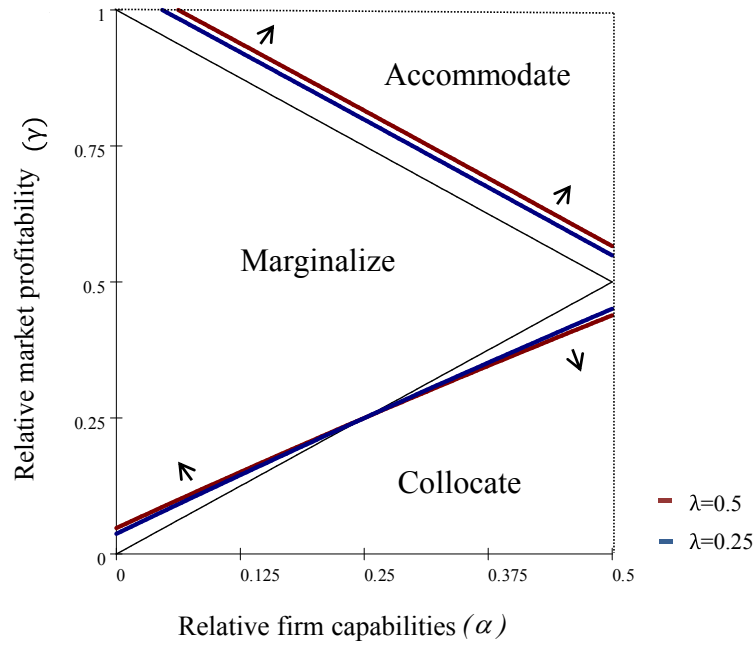 1
Accommodate
Relative market profitability (γ)
0.75
Marginalize
0.5
0.25
Collocate
λ=0.5
λ=0.25
0
0 0.125 0.25 0.375 0.5
Relative firm capabilities (α)